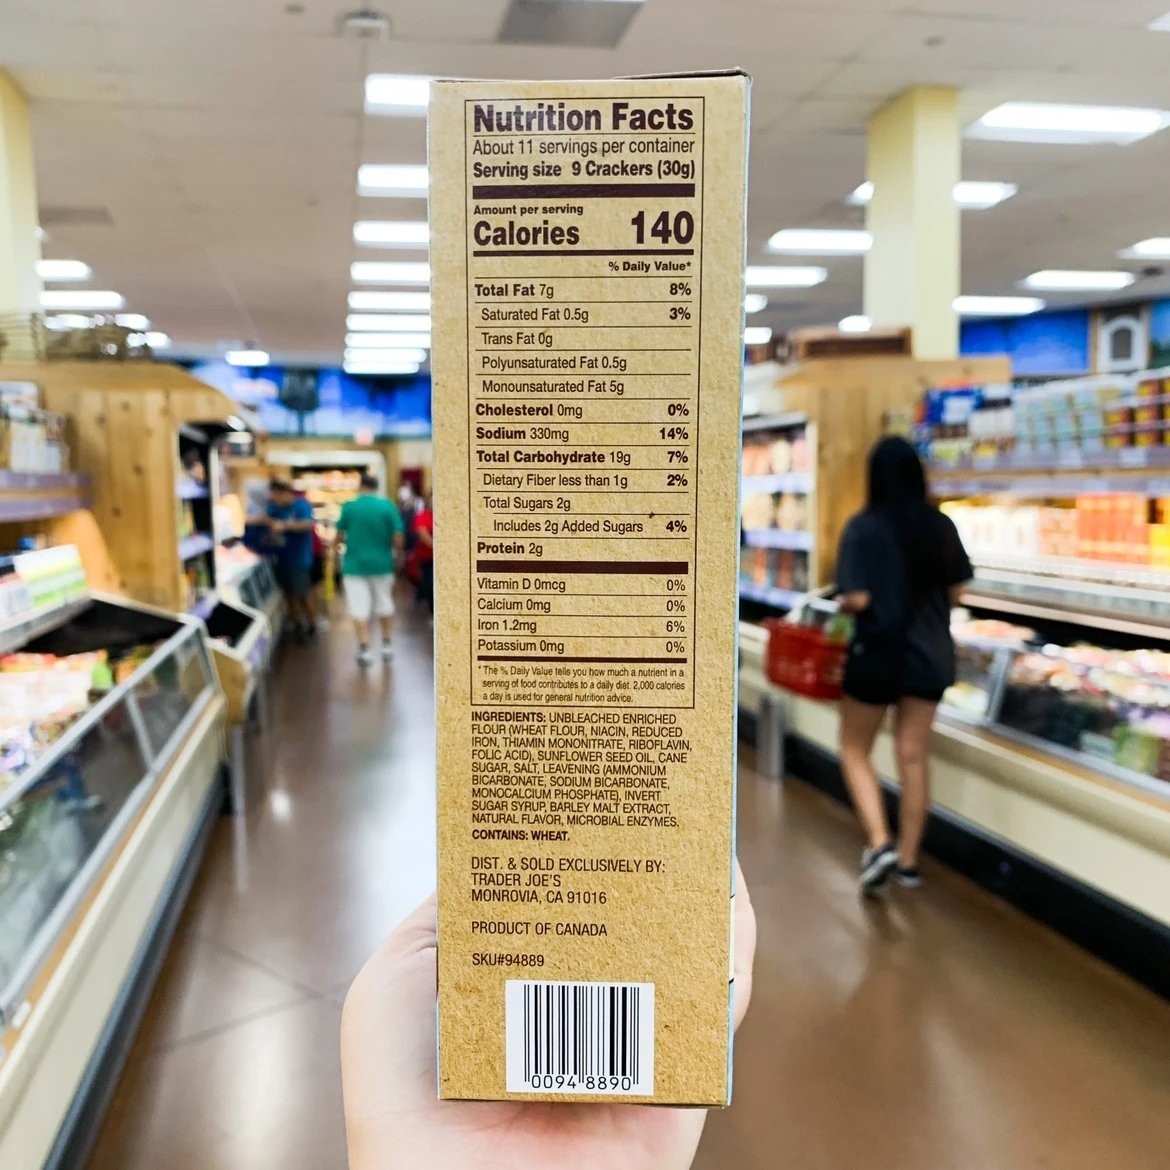 Nutrition Facts
About 11 servings per container
Serving size 9 Crackers (30g)
Amount per serving
Calories 140
% Daily Value*
Total Fat 7g 8%
Saturated Fat 0.5g 3%
Trans Fat 0g
Polyunsaturated Fat 0.5g
Monounsaturated Fat 5g
Cholesterol 0mg 0%
Sodium 330mg 14%
Total Carbohydrate 19g 7%
Dietary Fiber less than 1g 2%
Total Sugars 2g
Includes 2g Added Sugars 4%
Protein 2g
Vitamin D 0mcg 0%
Calcium 0mg 0%
Iron 1.2mg 6%
Potassium 0mg 0%
* The % Daily Value tells you how much a nutrient in a
serving of food contributes to a daily diet. 2,000 calories
a day is used for general nutrition advice.
INGREDIENTS: UNBLEACHED ENRICHED
FLOUR (WHEAT FLOUR, NIACIN, REDUCED
IRON, THIAMIN MONONITRATE, RIBOFLAVIN,
FOLIC ACID), SUNFLOWER SEED OIL, CANE
SUGAR, SALT, LEAVENING (AMMONIUM
BICARBONATE, SODIUM BICARBONATE,
MONOCALCIUM PHOSPHATE), INVERT
SUGAR SYRUP, BARLEY MALT EXTRACT,
NATURAL FLAVOR, MICROBIAL ENZYMES.
CONTAINS: WHEAT.
DIST. & SOLD EXCLUSIVELY BY:
TRADER JOE'S
MONROVIA, CA 91016
PRODUCT OF CANADA
SKU#94889
0094 8890